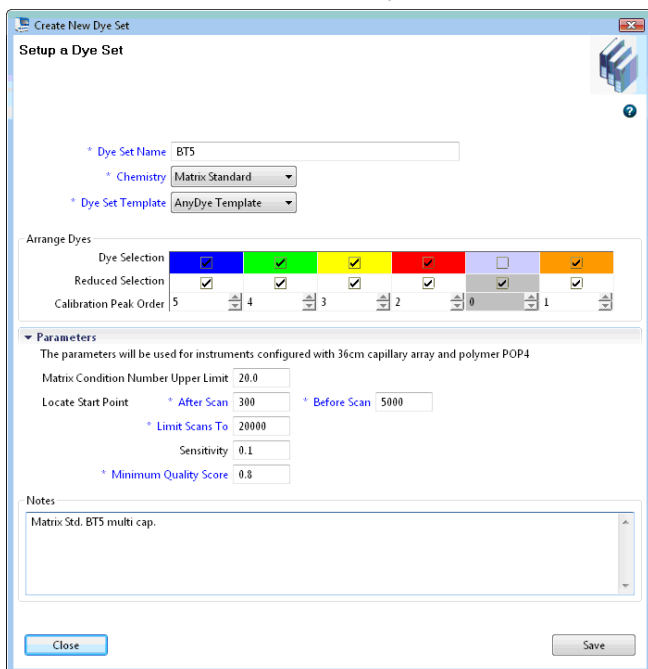 Create New Dye Set
Setup a Dye Set
* Dye Set Name BT5
* Chemistry Matrix Standard
* Dye Set Template AnyDye Template
Arrange Dyes
Dye Selection
Reduced Selection
Calibration Peak Order 5 4 3 2 0 1
Parameters
The parameters will be used for instruments configured with 36cm capillary array and polymer POP4
Matrix Condition Number Upper Limit 20.0
Locate Start Point * After Scan 300 * Before Scan 5000
* Limit Scans To 20000
Sensitivity 0.1
* Minimum Quality Score 0.8
Notes
Matrix Std. BT5 multi cap.
Close Save